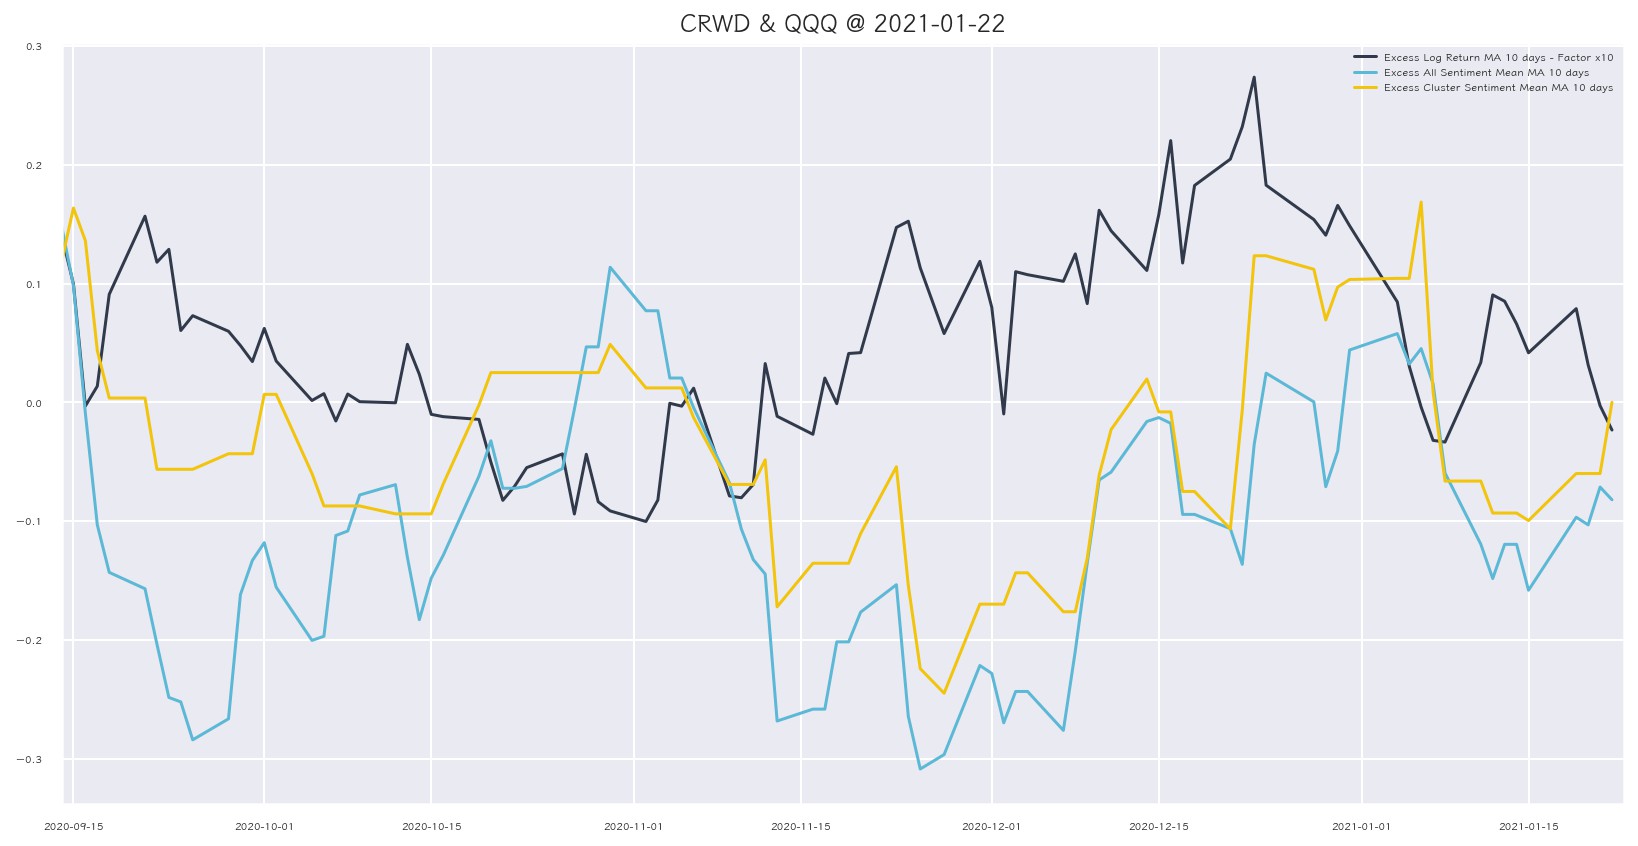 CRWD & QQQ @ 2021-01-22
Excess Log Return MA 10 days - Factor x10
Excess All Sentiment Mean MA 10 days
Excess Cluster Sentiment Mean MA 10 days
0.3
0.2
0.1
0.0
−0.1
−0.2
−0.3
2020-09-15 2020-10-01 2020-10-15 2020-11-01 2020-11-15 2020-12-01 2020-12-15 2021-01-01 2021-01-15